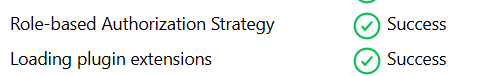 Role-based Authorization Strategy Success
Loading plugin extensions Success